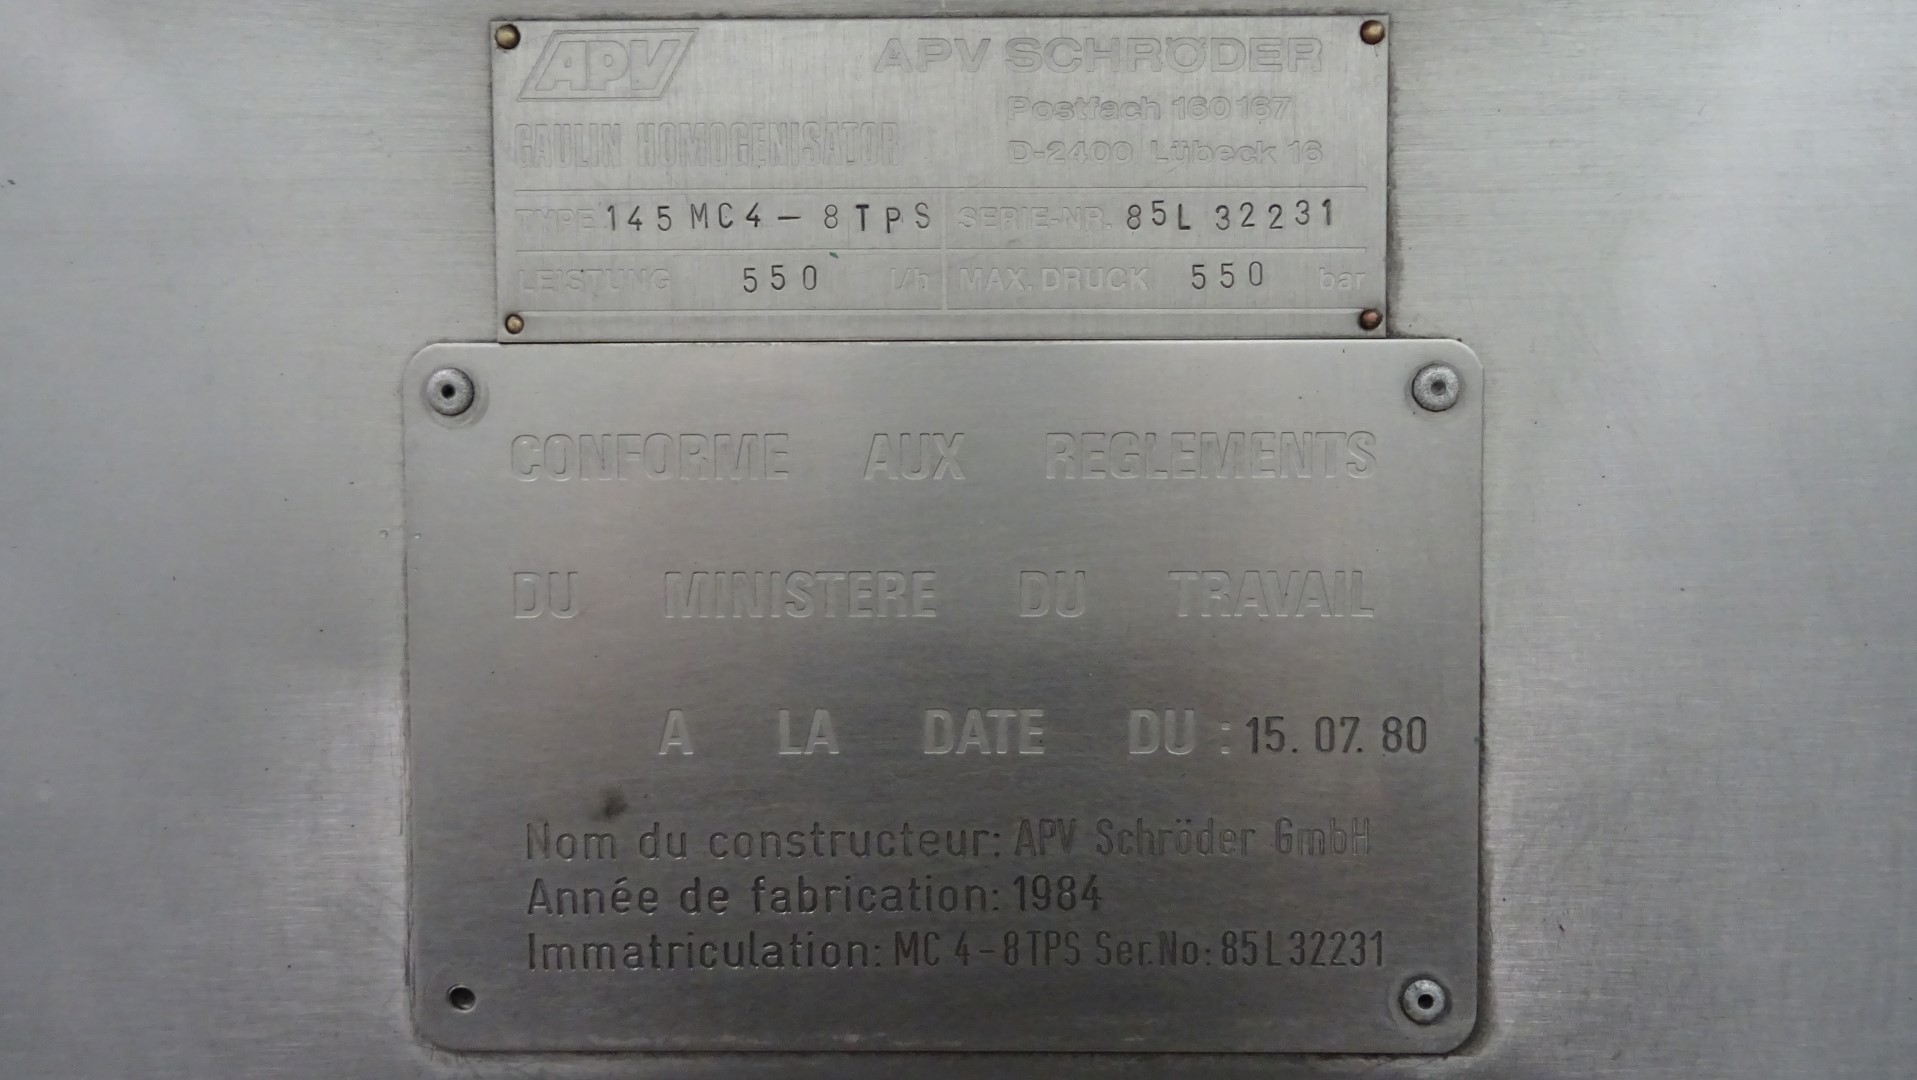 APV APV SCHRÖDER
Postfach 160167
GAULIN HOMOGENISATOR D-2400 Lübeck 16
TYPE 145 MC4 - 8 TPS SERIE-NR. 85L 32231
LEISTUNG 550 l/h MAX. DRUCK 550 bar
CONFORME AUX REGLEMENTS
DU MINISTERE DU TRAVAIL
A LA DATE DU : 15. 07. 80
Nom du constructeur: APV Schröder GmbH
Année de fabrication: 1984
Immatriculation: MC 4-8TPS Ser.No: 85L32231